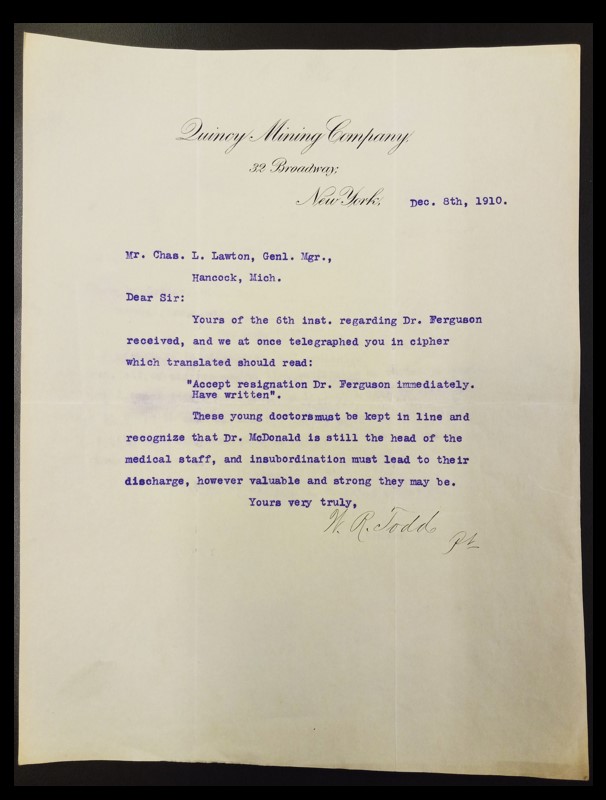 Quincy Mining Company,
32 Broadway,
New York, Dec. 8th, 1910.
Mr. Chas. L. Lawton, Genl. Mgr.,
Hancock, Mich.
Dear Sir:
Yours of the 6th inst. regarding Dr. Ferguson
received, and we at once telegraphed you in cipher
which translated should read:
"Accept resignation Dr. Ferguson immediately.
Have written".
These young doctorsmust be kept in line and
recognize that Dr. McDonald is still the head of the
medical staff, and insubordination must lead to their
discharge, however valuable and strong they may be.
Yours very truly,
W. R. Todd